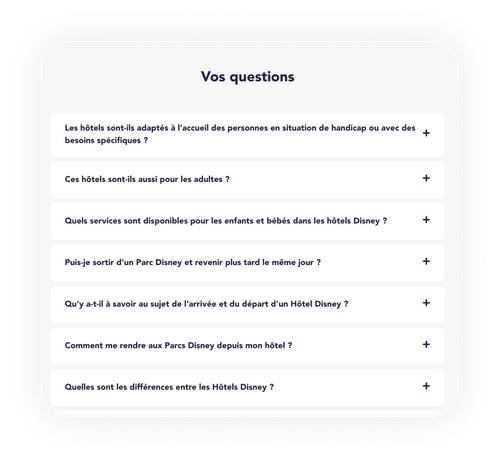 Vos questions
Les hôtels sont-ils adaptés à l'accueil des personnes en situation de handicap ou avec des
besoins spécifiques ?
Ces hôtels sont-ils aussi pour les adultes ?
Quels services sont disponibles pour les enfants et bébés dans les hôtels Disney ?
Puis-je sortir d'un Parc Disney et revenir plus tard le même jour ?
Qu'y a-t-il à savoir au sujet de l'arrivée et du départ d'un Hôtel Disney ?
Comment me rendre aux Parcs Disney depuis mon hôtel ?
Quelles sont les différences entre les Hôtels Disney ?